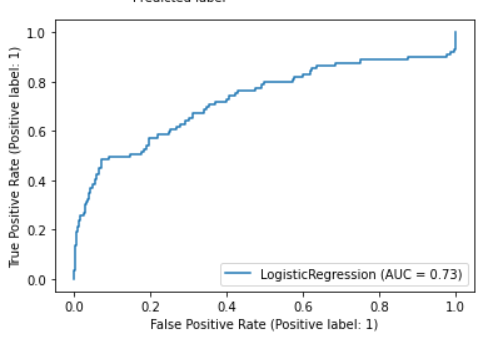 Predicted label
1.0
0.8
0.6
0.4
0.2
0.0
True Positive Rate (Positive label: 1)
LogisticRegression (AUC = 0.73)
0.0 0.2 0.4 0.6 0.8 1.0
False Positive Rate (Positive label: 1)